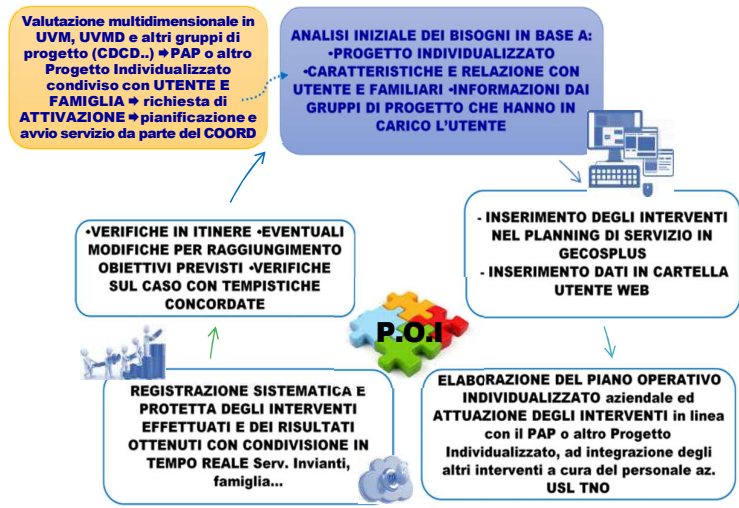 Valutazione multidimensionale in
UVM, UVMD e altri gruppi di
progetto (CDCD..) ➡PAP o altro
Progetto Individualizzato
condiviso con UTENTE E
FAMIGLIA ➡ richiesta di
ATTIVAZIONE ➡pianificazione e
avvio servizio da parte del COORD
ANALISI INIZIALE DEI BISOGNI IN BASE A:
•PROGETTO INDIVIDUALIZZATO
•CARATTERISTICHE E RELAZIONE CON
UTENTE E FAMILIARI •INFORMAZIONI DAI
GRUPPI DI PROGETTO CHE HANNO IN
CARICO L'UTENTE
- INSERIMENTO DEGLI INTERVENTI
NEL PLANNING DI SERVIZIO IN
GECOSPLUS
- INSERIMENTO DATI IN CARTELLA
UTENTE WEB
ELABORAZIONE DEL PIANO OPERATIVO
INDIVIDUALIZZATO aziendale ed
ATTUAZIONE DEGLI INTERVENTI in linea
con il PAP o altro Progetto
Individualizzato, ad integrazione degli
altri interventi a cura del personale az.
USL TNO
REGISTRAZIONE SISTEMATICA E
PROTETTA DEGLI INTERVENTI
EFFETTUATI E DEI RISULTATI
OTTENUTI CON CONDIVISIONE IN
TEMPO REALE Serv. Invianti,
famiglia...
•VERIFICHE IN ITINERE •EVENTUALI
MODIFICHE PER RAGGIUNGIMENTO
OBIETTIVI PREVISTI •VERIFICHE
SUL CASO CON TEMPISTICHE
CONCORDATE
P.O.I